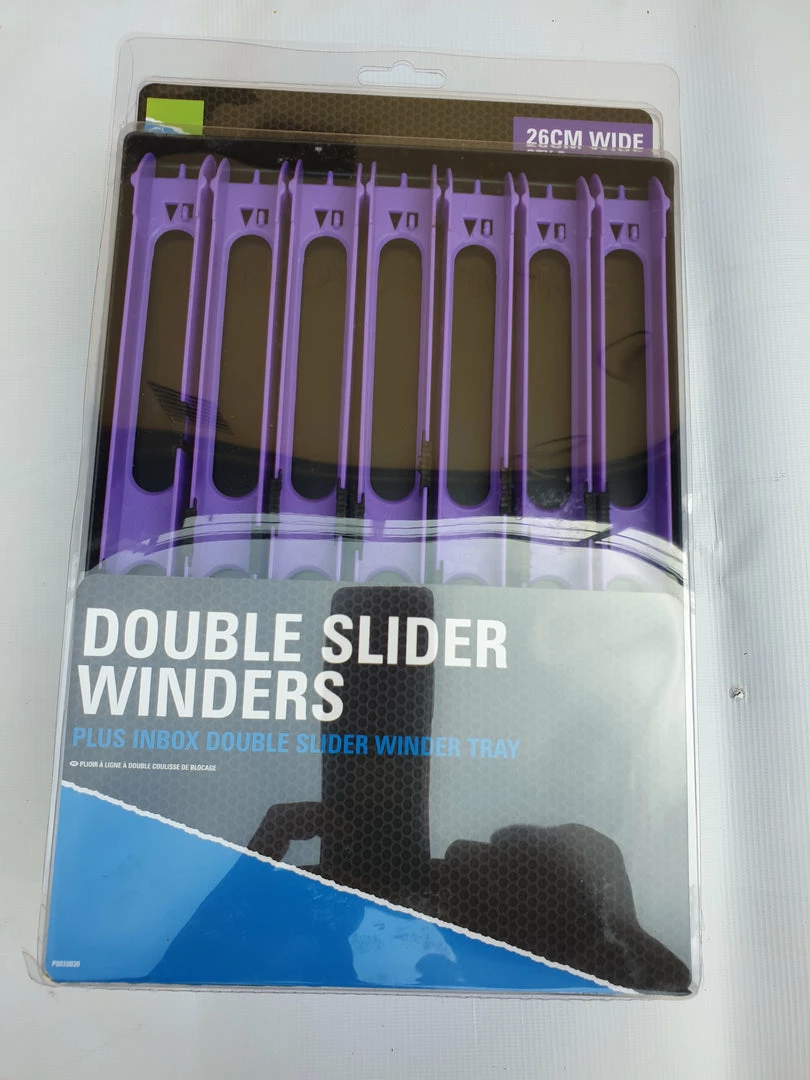 26CM WIDE
DOUBLE SLIDER
WINDERS
PLUS INBOX DOUBLE SLIDER WINDER TRAY
PLIOIR À LIGNE À DOUBLE COULISSE DE BLOCAGE